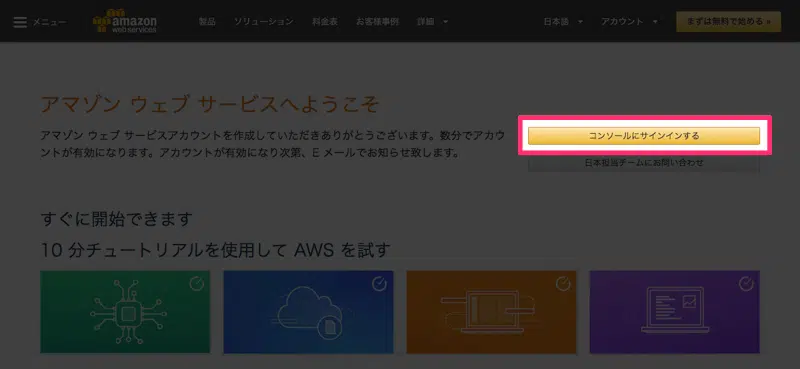 メニュー
amazon
web services
製品
ソリューション
料金表
お客様事例
詳細
日本語
アカウント
まずは無料で始める »
アマゾン ウェブ サービスへようこそ
アマゾン ウェブ サービスアカウントを作成していただきありがとうございます。数分でアカウ
ントが有効になります。アカウントが有効になり次第、E メールでお知らせ致します。
コンソールにサインインする
日本担当チームにお問い合わせ
すぐに開始できます
10 分チュートリアルを使用して AWS を試す